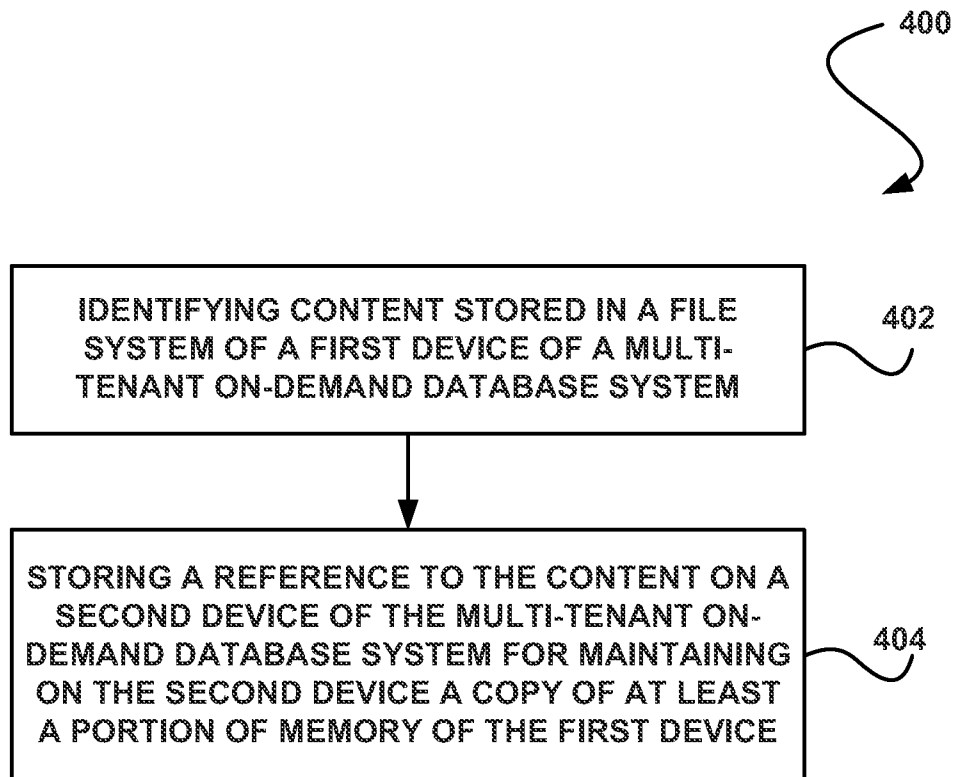 400
IDENTIFYING CONTENT STORED IN A FILE
SYSTEM OF A FIRST DEVICE OF A MULTI-
TENANT ON-DEMAND DATABASE SYSTEM
402
STORING A REFERENCE TO THE CONTENT ON A
SECOND DEVICE OF THE MULTI-TENANT ON-
DEMAND DATABASE SYSTEM FOR MAINTAINING
ON THE SECOND DEVICE A COPY OF AT LEAST
A PORTION OF MEMORY OF THE FIRST DEVICE
404